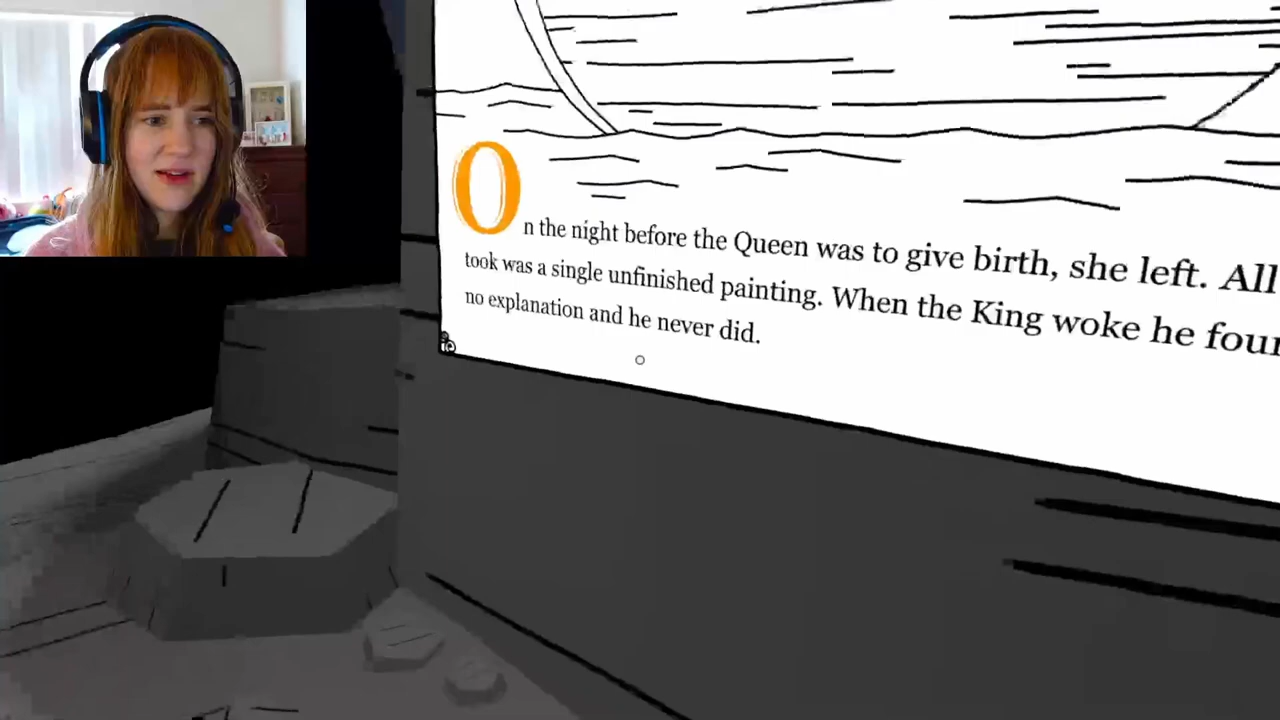 On the night before the Queen was to give birth, she left. All
took was a single unfinished painting. When the King woke he
no explanation and he never did.